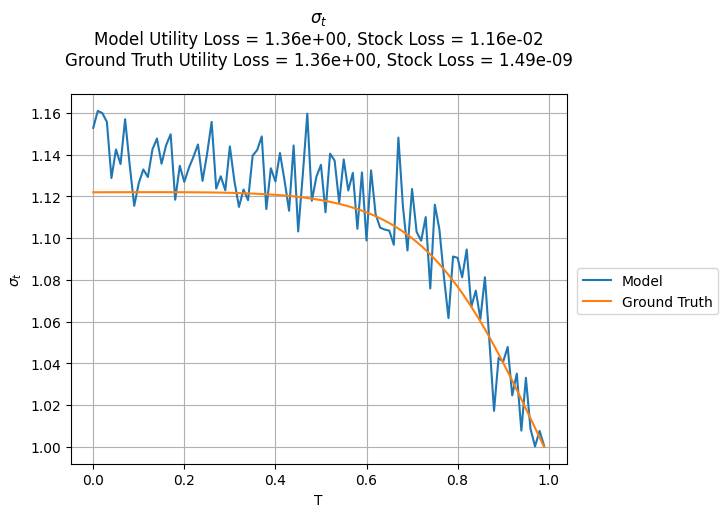 σt
Model Utility Loss = 1.36e+00, Stock Loss = 1.16e-02
Ground Truth Utility Loss = 1.36e+00, Stock Loss = 1.49e-09
1.16
1.14
1.12
1.10
1.08
1.06
1.04
1.02
1.00
σt
0.0 0.2 0.4 0.6 0.8 1.0
T
Model
Ground Truth